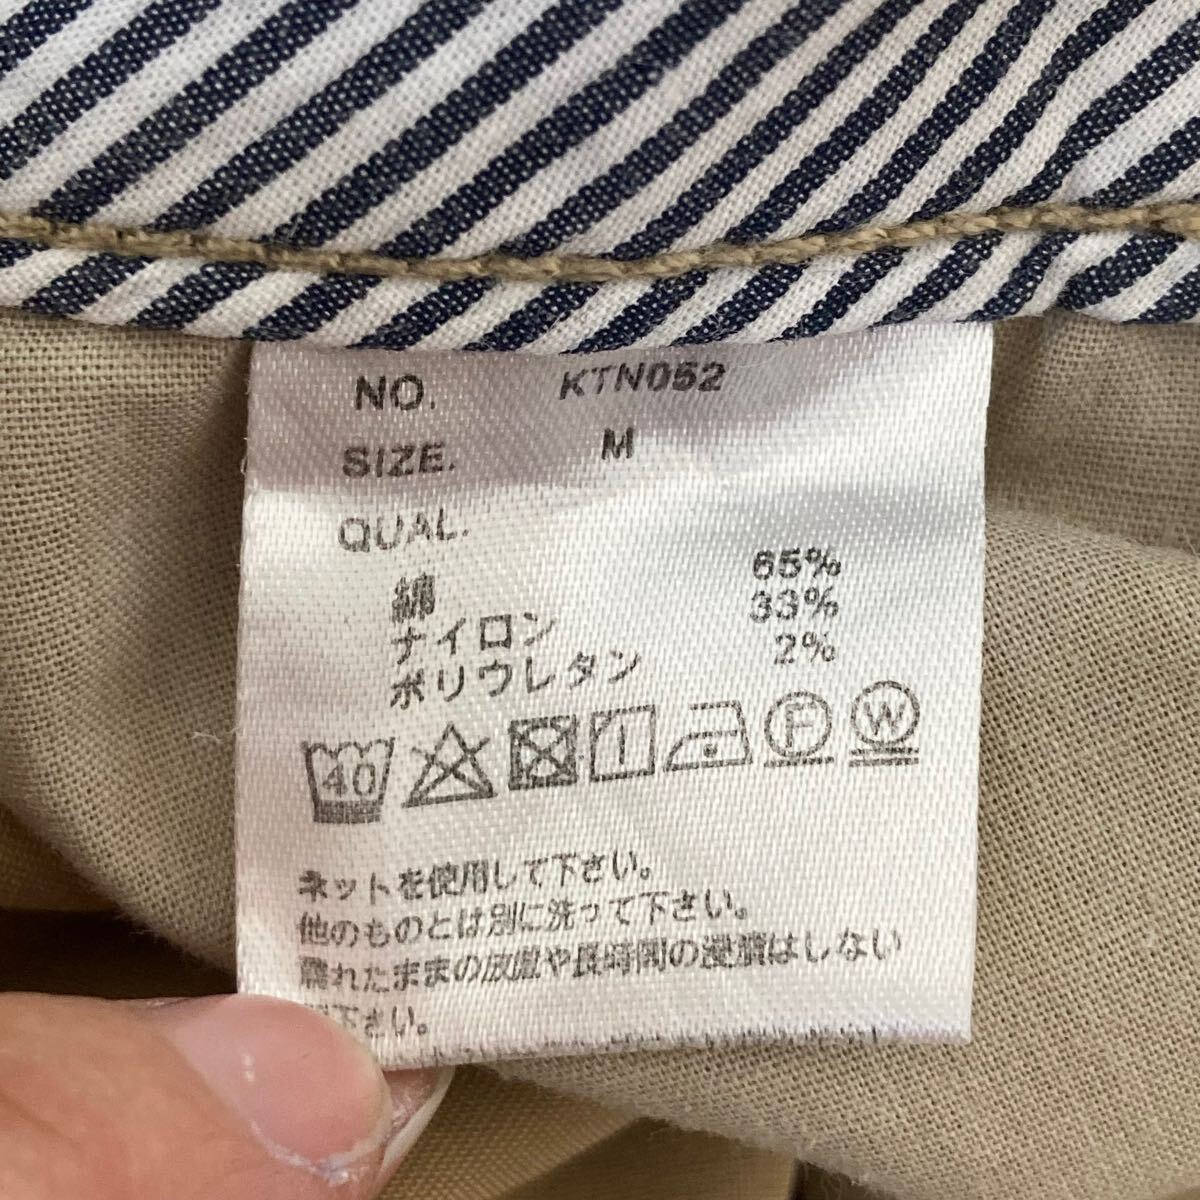 NO. KTN052
SIZE. M
QUAL.
綿 65%
ナイロン 33%
ポリウレタン 2%
40 F W
ネットを使用して下さい。
他のものとは別に洗って下さい。
濡れたままの放置や長時間の浸漬はしない
下さい。